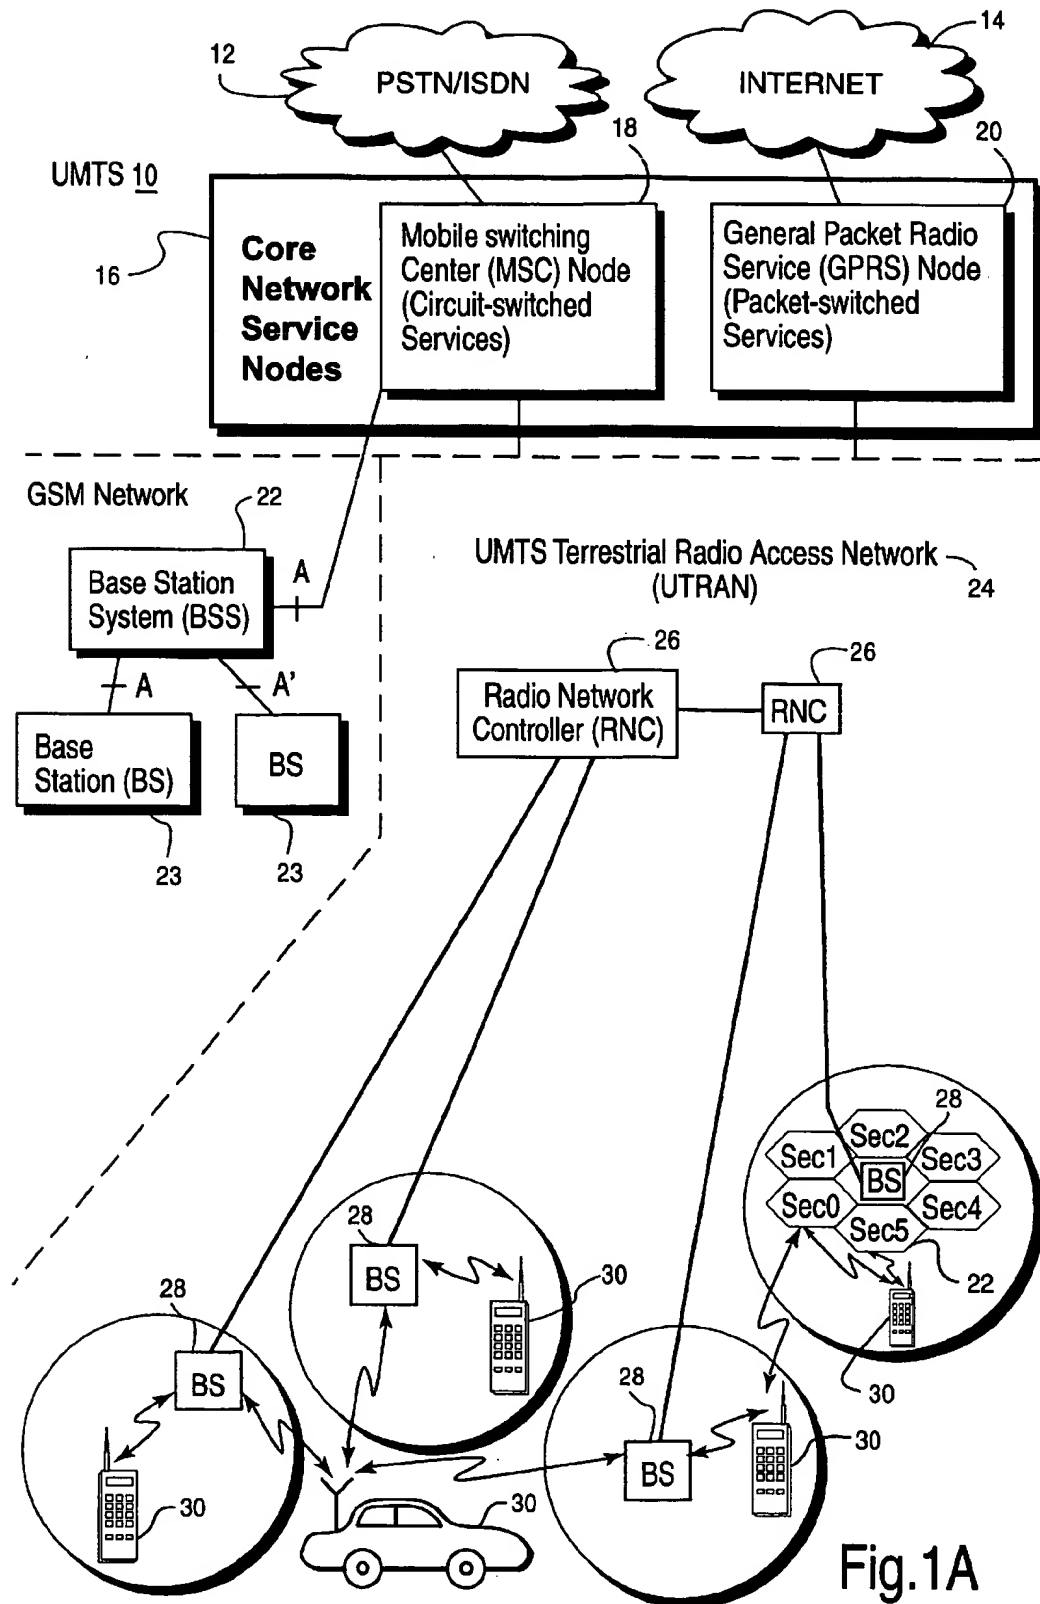 12
PSTN/ISDN
INTERNET
14
18
20
UMTS 10
16
Core
Network
Service
Nodes
Mobile switching
Center (MSC) Node
(Circuit-switched
Services)
General Packet Radio
Service (GPRS) Node
(Packet-switched
Services)
GSM Network
22
Base Station
System (BSS)
A
A
A'
Base
Station (BS)
BS
23
23
UMTS Terrestrial Radio Access Network
(UTRAN)
24
26
26
Radio Network
Controller (RNC)
RNC
28
Sec2
Sec1
Sec3
BS
Sec0
Sec4
Sec5
22
30
28
BS
30
28
BS
30
28
BS
30
30
Fig.1A